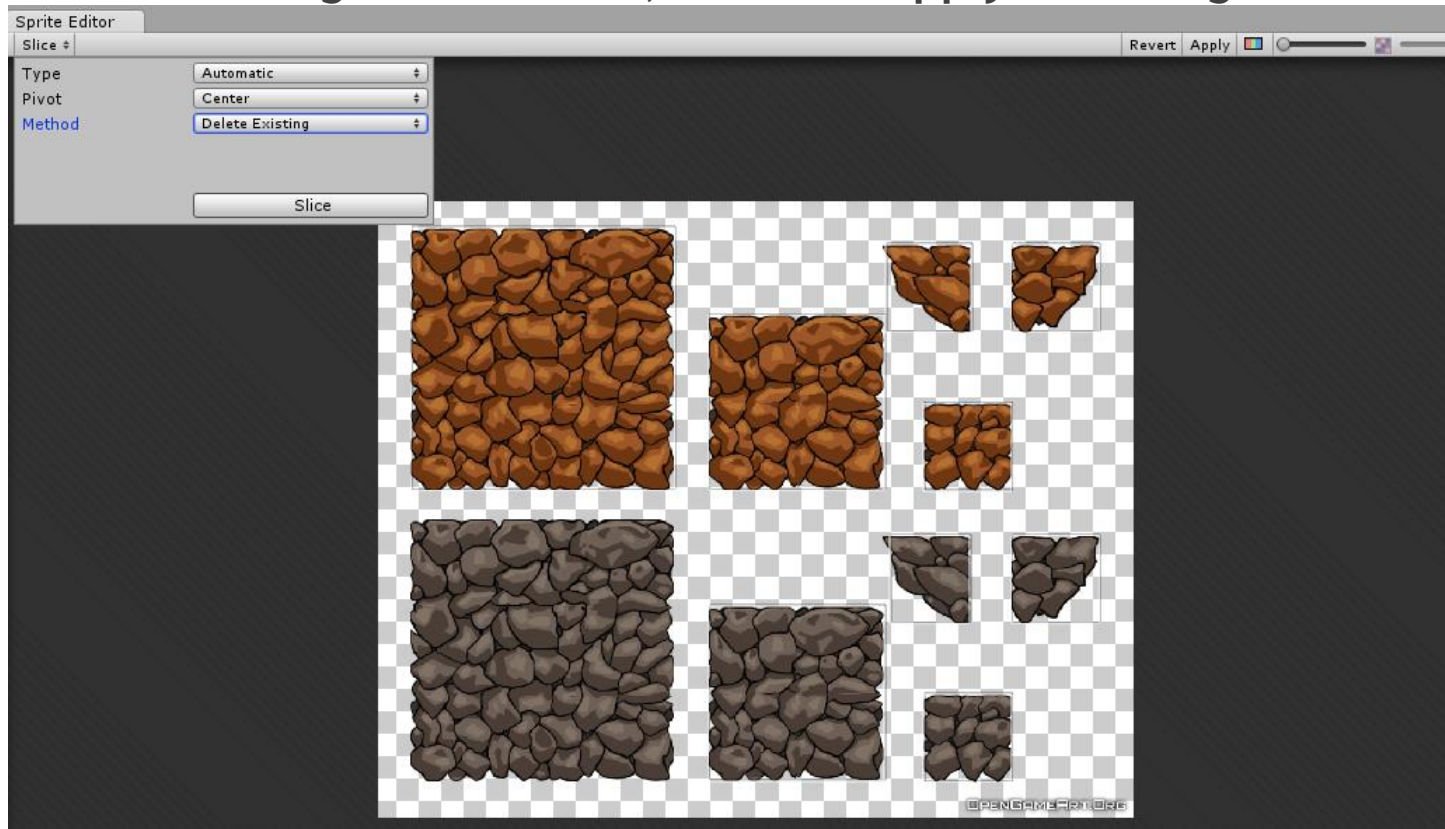 Sprite Editor
Slice
Revert Apply
Type Automatic
Pivot Center
Method Delete Existing
Slice
OpenGameArt.Org